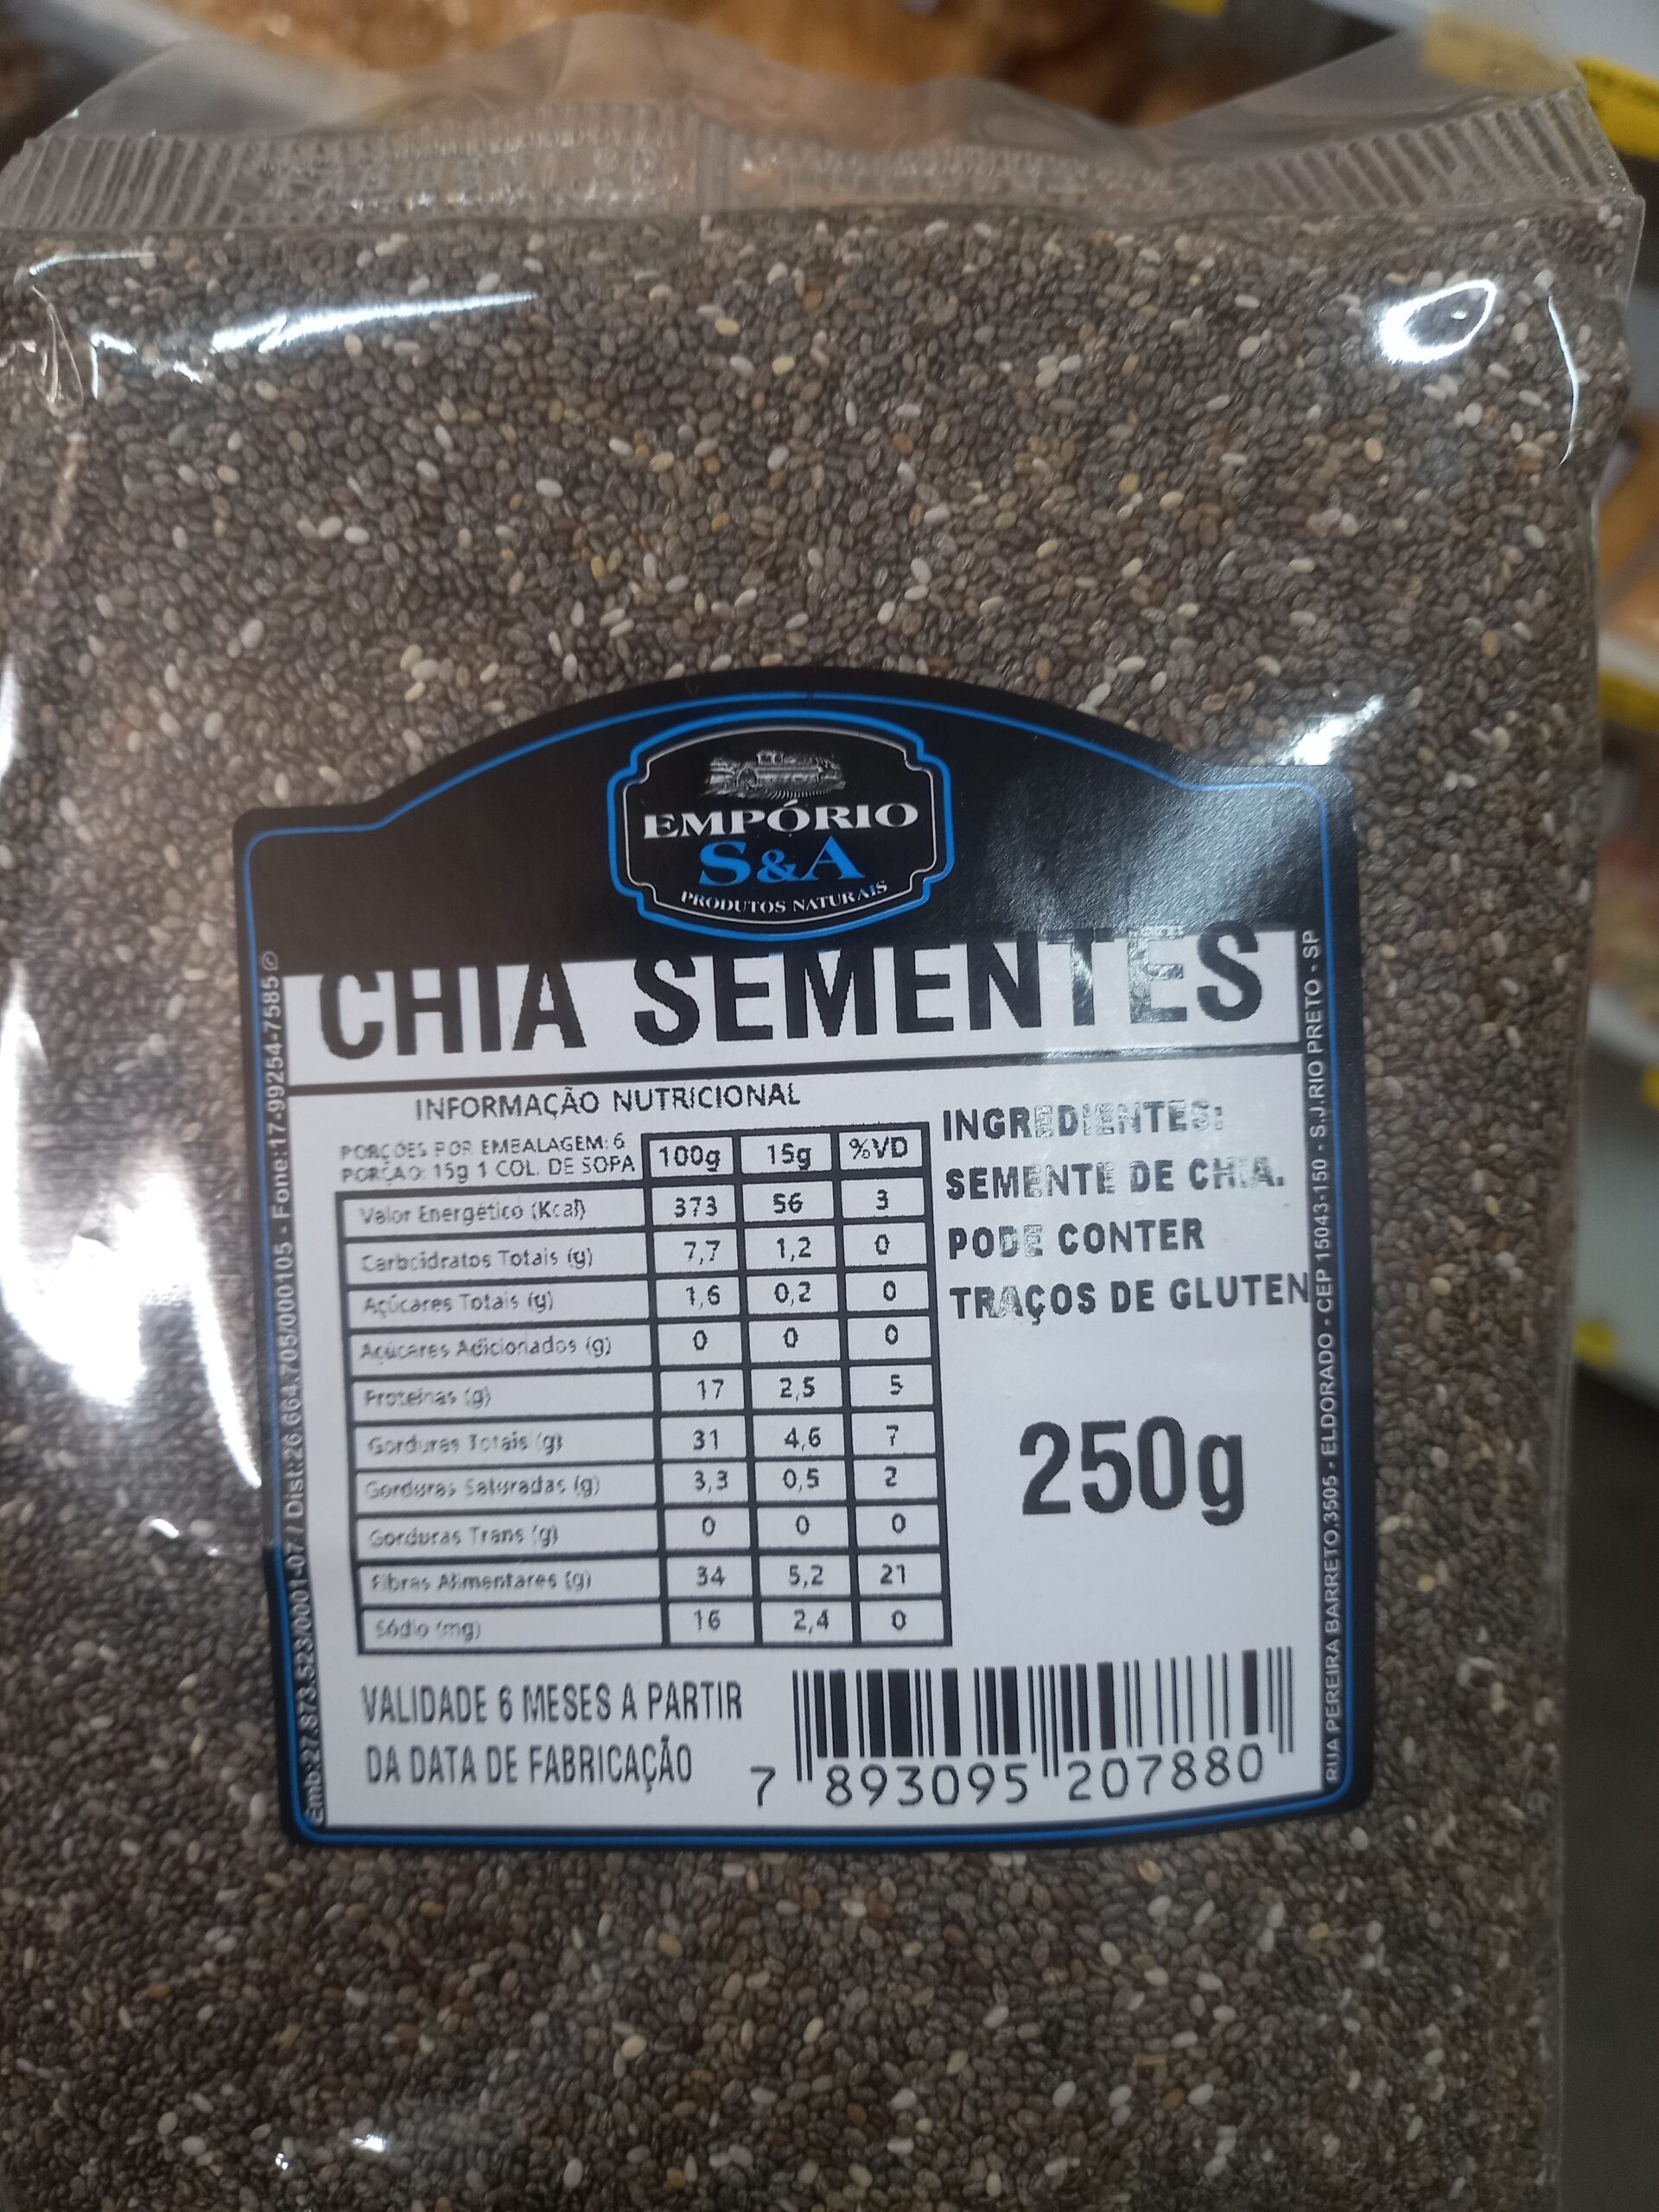 EMPÓRIO
S&A
PRODUTOS NATURAIS
CHIA SEMENTES
INFORMAÇÃO NUTRICIONAL
PORÇÕES POR EMBALAGEM: 6
PORÇÃO: 15g 1 COL. DE SOPA 100g 15g %VD
Valor Energético (Kcal) 373 56 3
Carboidratos Totais (g) 7,7 1,2 0
Açúcares Totais (g) 1,6 0,2 0
Açúcares Adicionados (g) 0 0 0
Proteínas (g) 17 2,5 5
Gorduras Totais (g) 31 4,6 7
Gorduras Saturadas (g) 3,3 0,5 2
Gorduras Trans (g) 0 0 0
Fibras Alimentares (g) 34 5,2 21
Sódio (mg) 16 2,4 0
INGREDIENTES:
SEMENTE DE CHIA.
PODE CONTER
TRAÇOS DE GLUTEN
250g
VALIDADE 6 MESES A PARTIR
DA DATA DE FABRICAÇÃO
7 893095 207880
Emb:27.873.523/0001-07 / Dist:26.664.705/000105 - Fone:17-99254-7585
RUA PEREIRA BARRETO,3505 - ELDORADO - CEP 15043-150 - S.J.RIO PRETO - SP